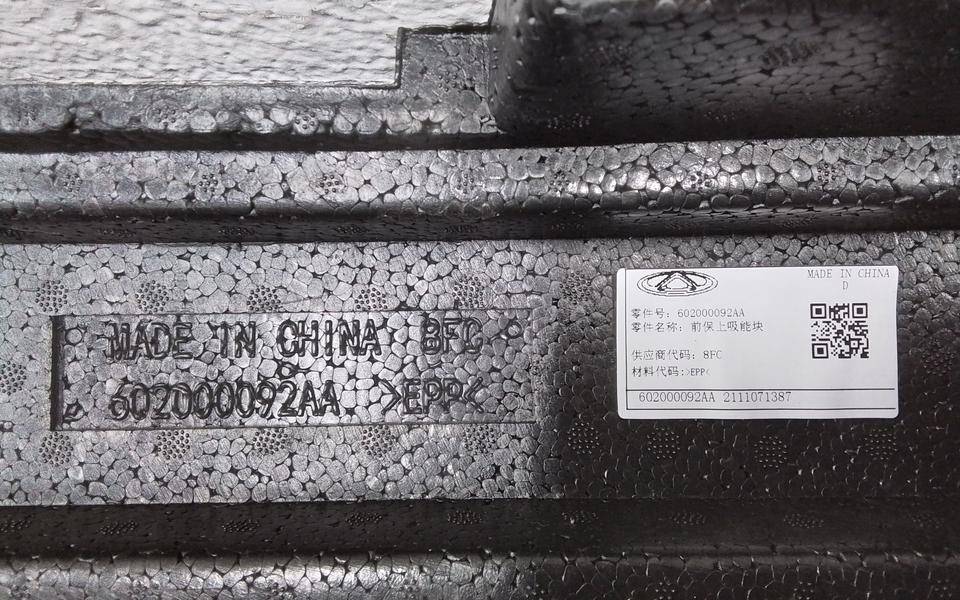 MADE IN CHINA 8FC
602000092AA >EPP<
MADE IN CHINA
D
零件号: 602000092AA
零件名称: 前保上吸能块
供应商代码: 8FC
材料代码:>EPP<
602000092AA 2111071387